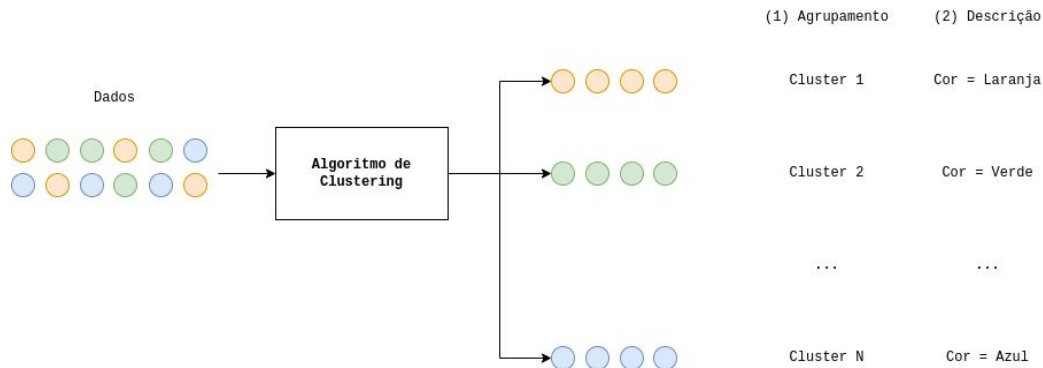 (1) Agrupamento (2) Descrição
Cluster 1 Cor = Laranja
Dados
Algoritmo de
Clustering
Cluster 2 Cor = Verde
... ...
Cluster N Cor = Azul